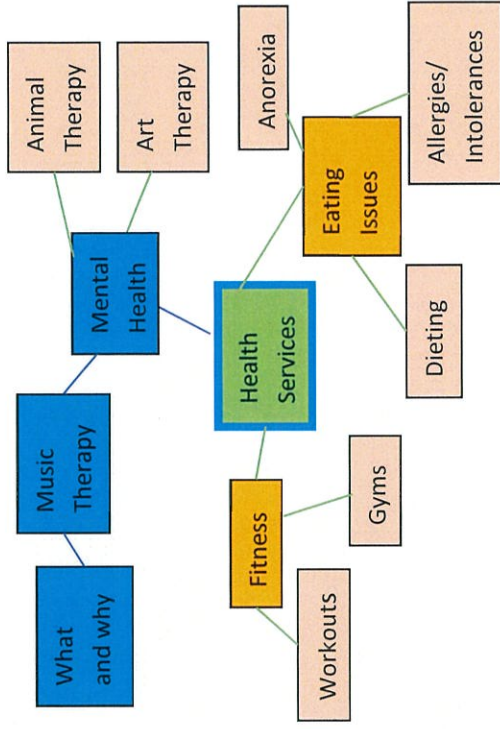 What
and why
Music
Therapy
Mental
Health
Animal
Therapy
Art
Therapy
Health
Services
Fitness
Workouts
Gyms
Eating
Issues
Anorexia
Dieting
Allergies/
Intolerances